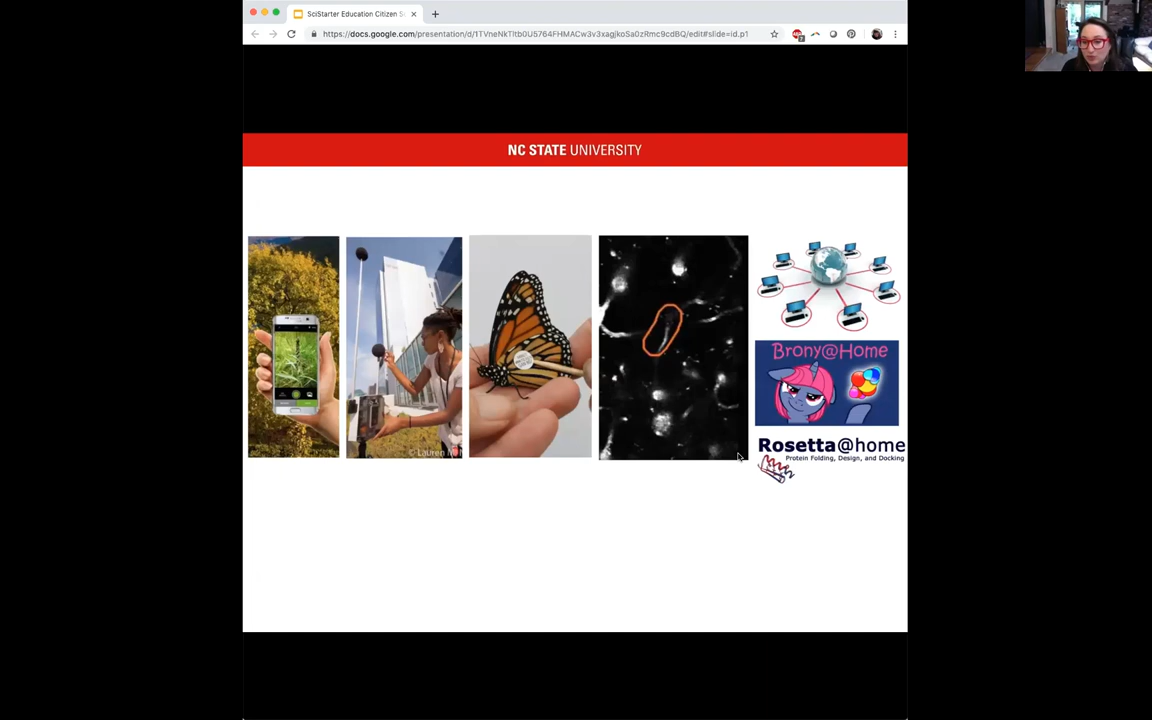 SciStarter Education Citizen Sc
https://docs.google.com/presentation/d/1TVneNkTltb0U5764FHMACw3v3xagjkoSa0zRmc9cdBQ/edit#slide=id.p1
NC STATE UNIVERSITY
© Lauren
Brony@Home
Rosetta@home
Protein Folding, Design, and Docking